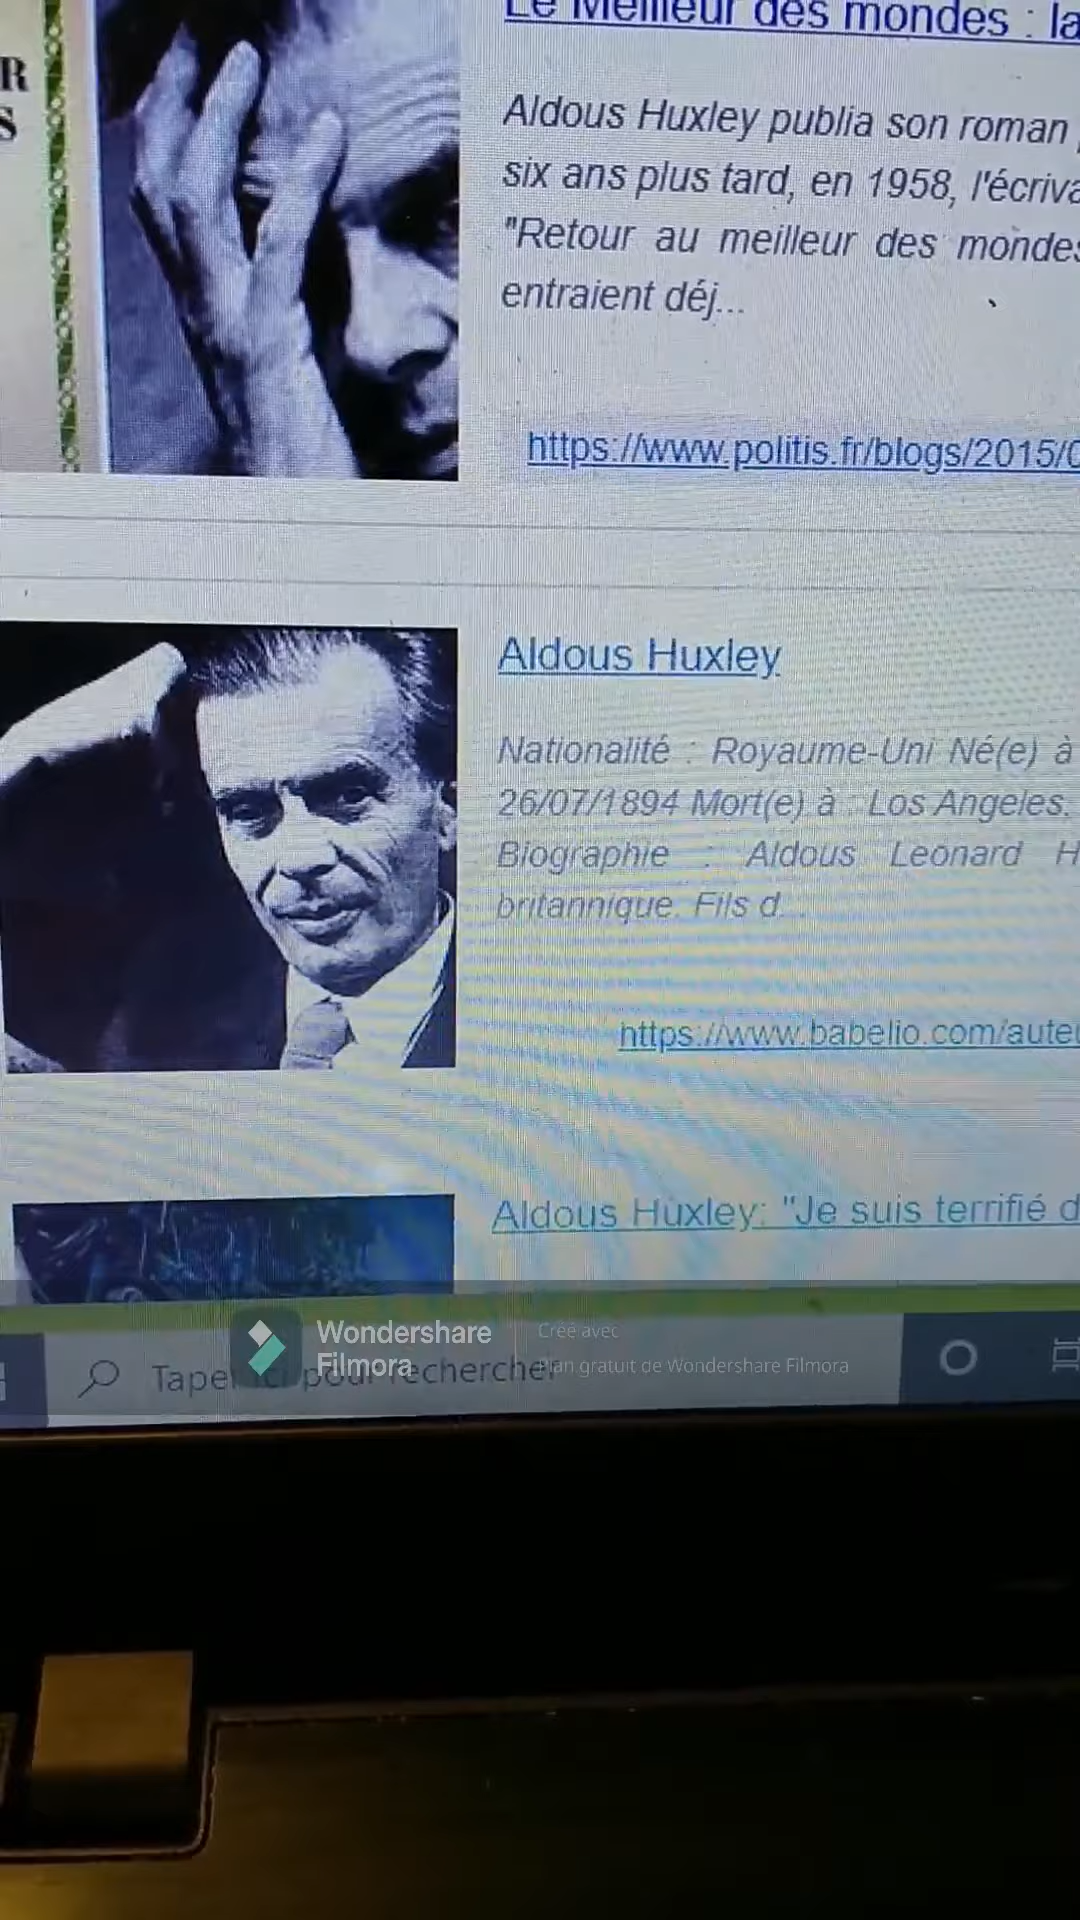 R
S
Le Meilleur des mondes : la
Aldous Huxley publia son roman
six ans plus tard, en 1958, l'écriva
"Retour au meilleur des mondes
entraient déj...
https://www.politis.fr/blogs/2015/0
Aldous Huxley
Nationalité : Royaume-Uni Né(e) à
26/07/1894 Mort(e) à : Los Angeles,
Biographie : Aldous Leonard H
britannique. Fils d...
https://www.babelio.com/auteu
Aldous Huxley: "Je suis terrifié d
Wondershare
Filmora
Créé avec
Plan gratuit de Wondershare Filmora
Taper ici pour rechercher